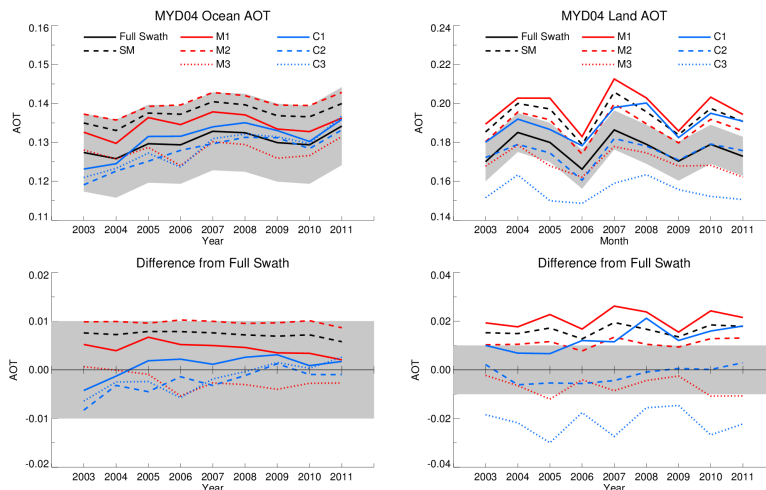 MYD04 Ocean AOT
0.16
0.14
0.13
0.12
0.11
AOT
Full Swath
SM
M1
M2
M3
C1
C2
C3
2003 2004 2005 2006 2007 2008 2009 2010 2011
Year
MYD04 Land AOT
0.24
0.20
0.18
0.16
0.14
AOT
Full Swath
SM
M1
M2
M3
C1
C2
C3
2003 2004 2005 2006 2007 2008 2009 2010 2011
Month
Difference from Full Swath
0.02
0.01
0.00
-0.01
-0.02
AOT
2003 2004 2005 2006 2007 2008 2009 2010 2011
Year
Difference from Full Swath
0.04
0.02
0.00
-0.02
-0.04
AOT
2003 2004 2005 2006 2007 2008 2009 2010 2011
Year